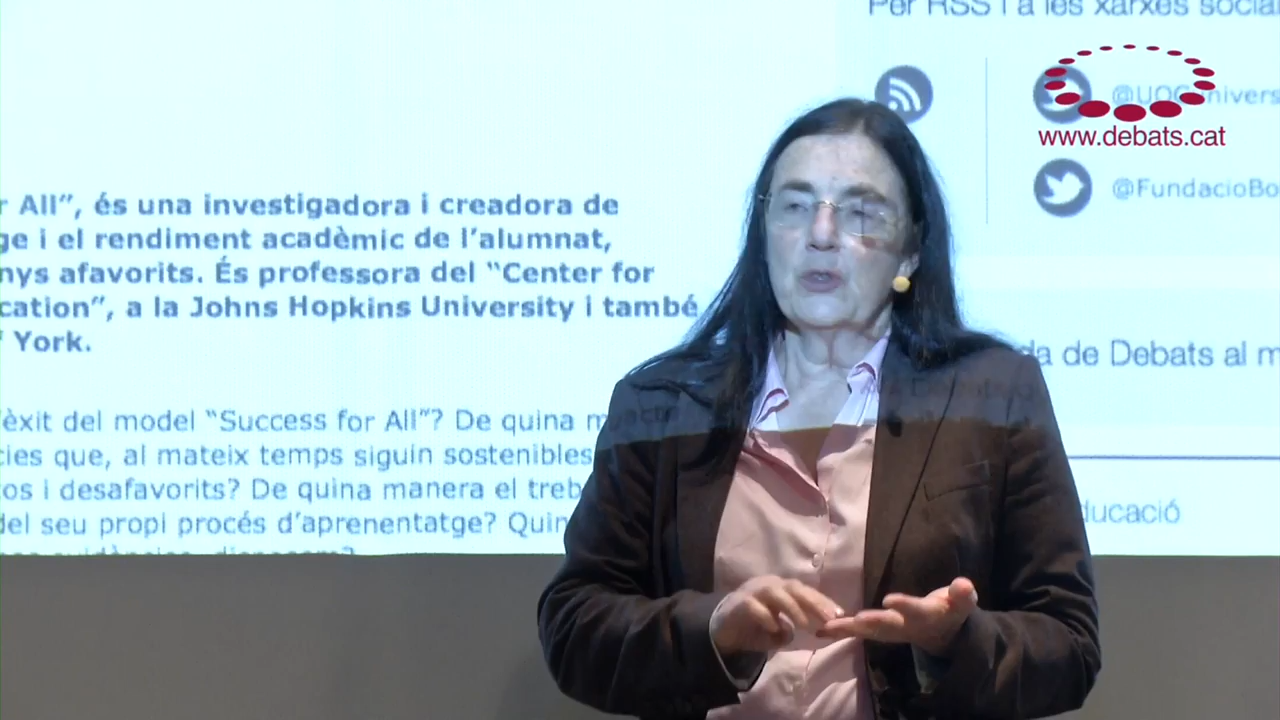 Per RSS i a les xarxes social
www.debats.cat
@FundacioBo
r All”, és una investigadora i creadora de
ge i el rendiment acadèmic de l’alumnat,
nys afavorits. És professora del “Center for
cation”, a la Johns Hopkins University i també
York.
da de Debats al m
'èxit del model “Success for All”? De quina m
cies que, al mateix temps siguin sostenibles
os i desafavorits? De quina manera el treb
ducació
del seu propi procés d’aprenentatge? Quin